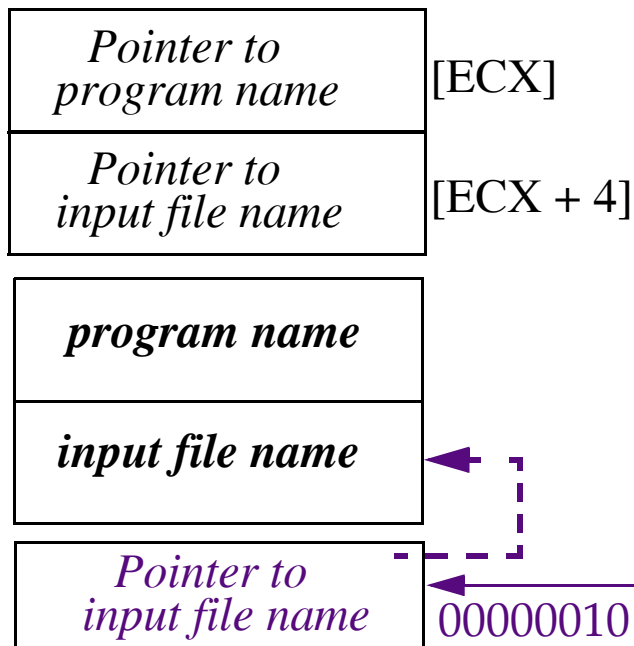 Pointer to
program name
[ECX]
Pointer to
input file name
[ECX + 4]
program name
input file name
Pointer to
input file name
00000010